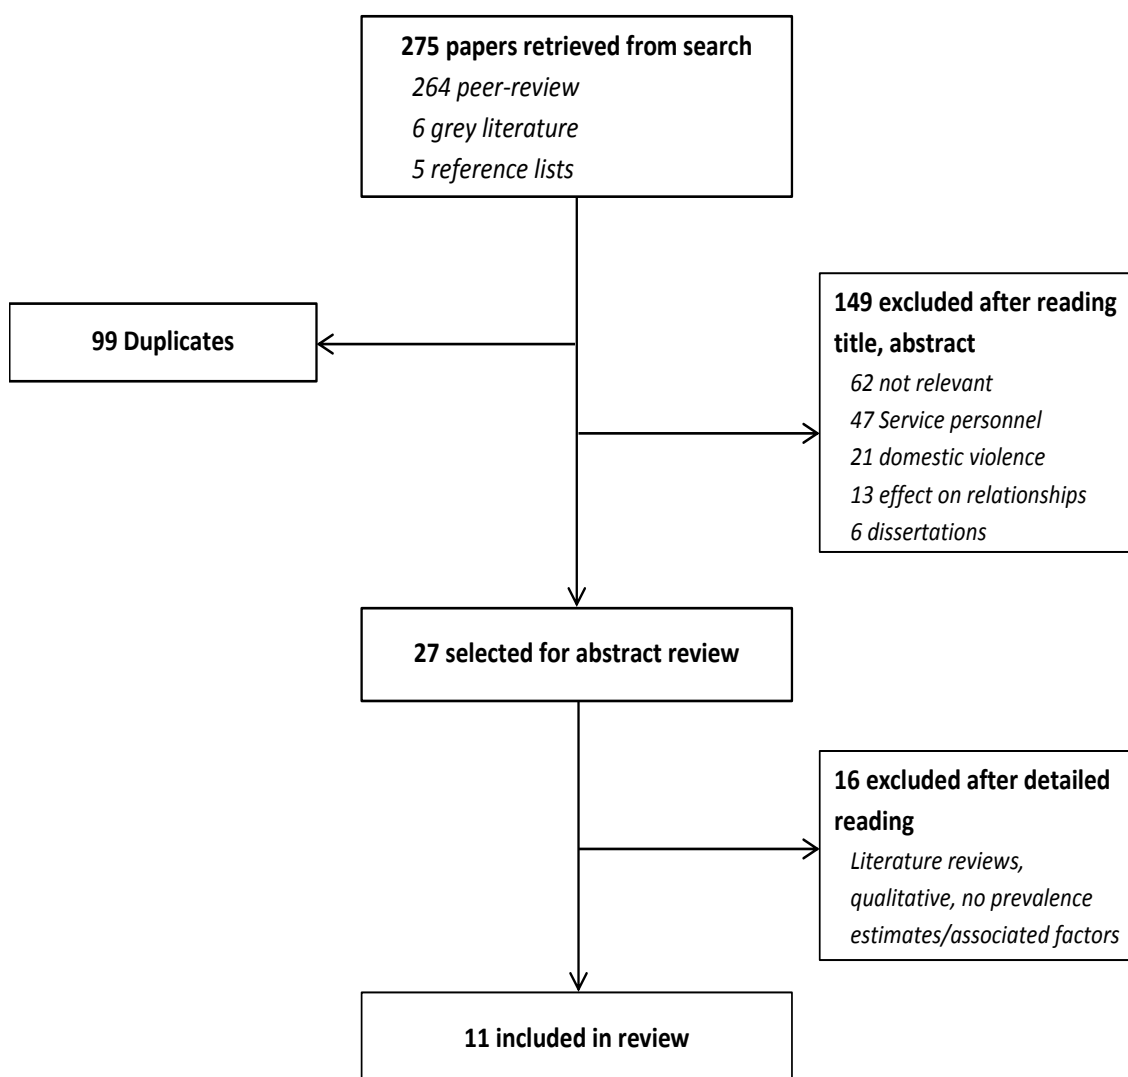 275 papers retrieved from search
264 peer-review
6 grey literature
5 reference lists
99 Duplicates
149 excluded after reading
title, abstract
62 not relevant
47 Service personnel
21 domestic violence
13 effect on relationships
6 dissertations
27 selected for abstract review
16 excluded after detailed
reading
Literature reviews,
qualitative, no prevalence
estimates/associated factors
11 included in review